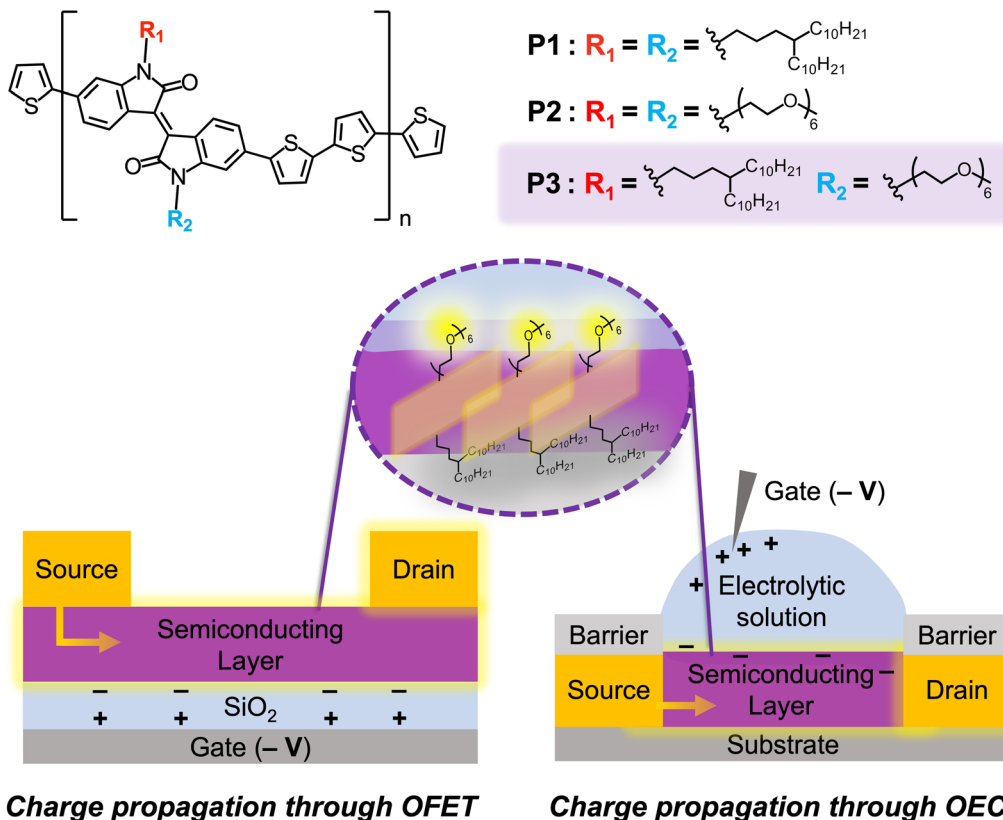 R1
N
O
S
O
N
R2
S
S
S
n
P1 : R1 = R2 = C10H21
C10H21
P2 : R1 = R2 = O 6
P3 : R1 = C10H21
C10H21
R2 = O 6
O 6 O 6 O 6
C10H21
C10H21
C10H21
C10H21
C10H21
C10H21
Source
Drain
Semiconducting
Layer
– – – –
+ + + +
SiO2
Gate (– V)
Charge propagation through OFET
Gate (– V)
+ + + +
Electrolytic
solution
Barrier
Barrier
– – – –
Source
Semiconducting
Layer
Drain
Substrate
Charge propagation through OEC